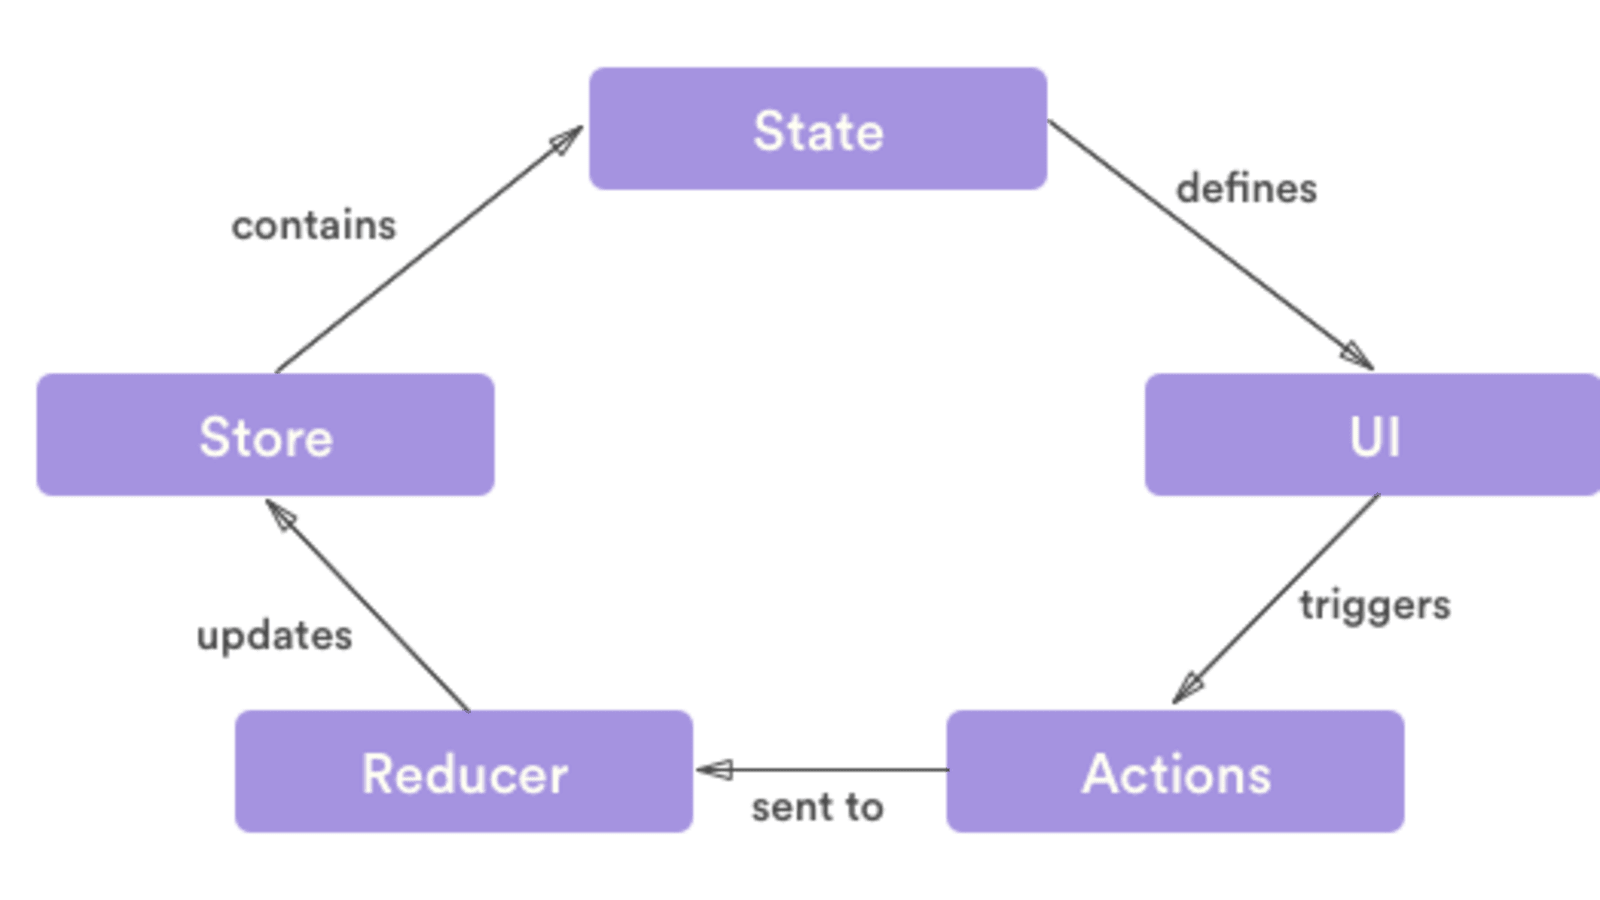 State
defines
contains
Store
UI
triggers
updates
Reducer
Actions
sent to